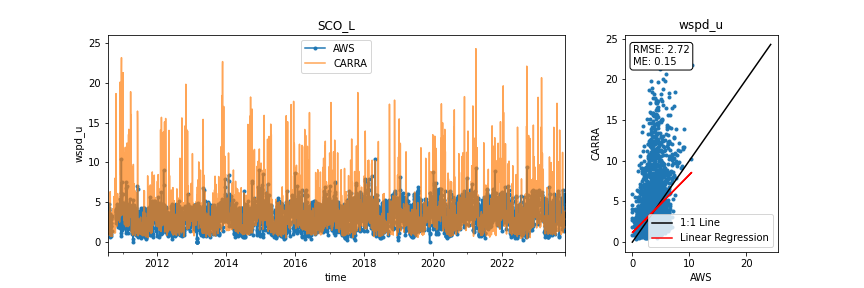 SCO_L
wspd_u
25
20
15
10
5
0
wspd_u
AWS
CARRA
2012
2014
2016
2018
2020
2022
time
25
20
15
10
5
0
CARRA
RMSE: 2.72
ME: 0.15
1:1 Line
Linear Regression
0
10
20
AWS